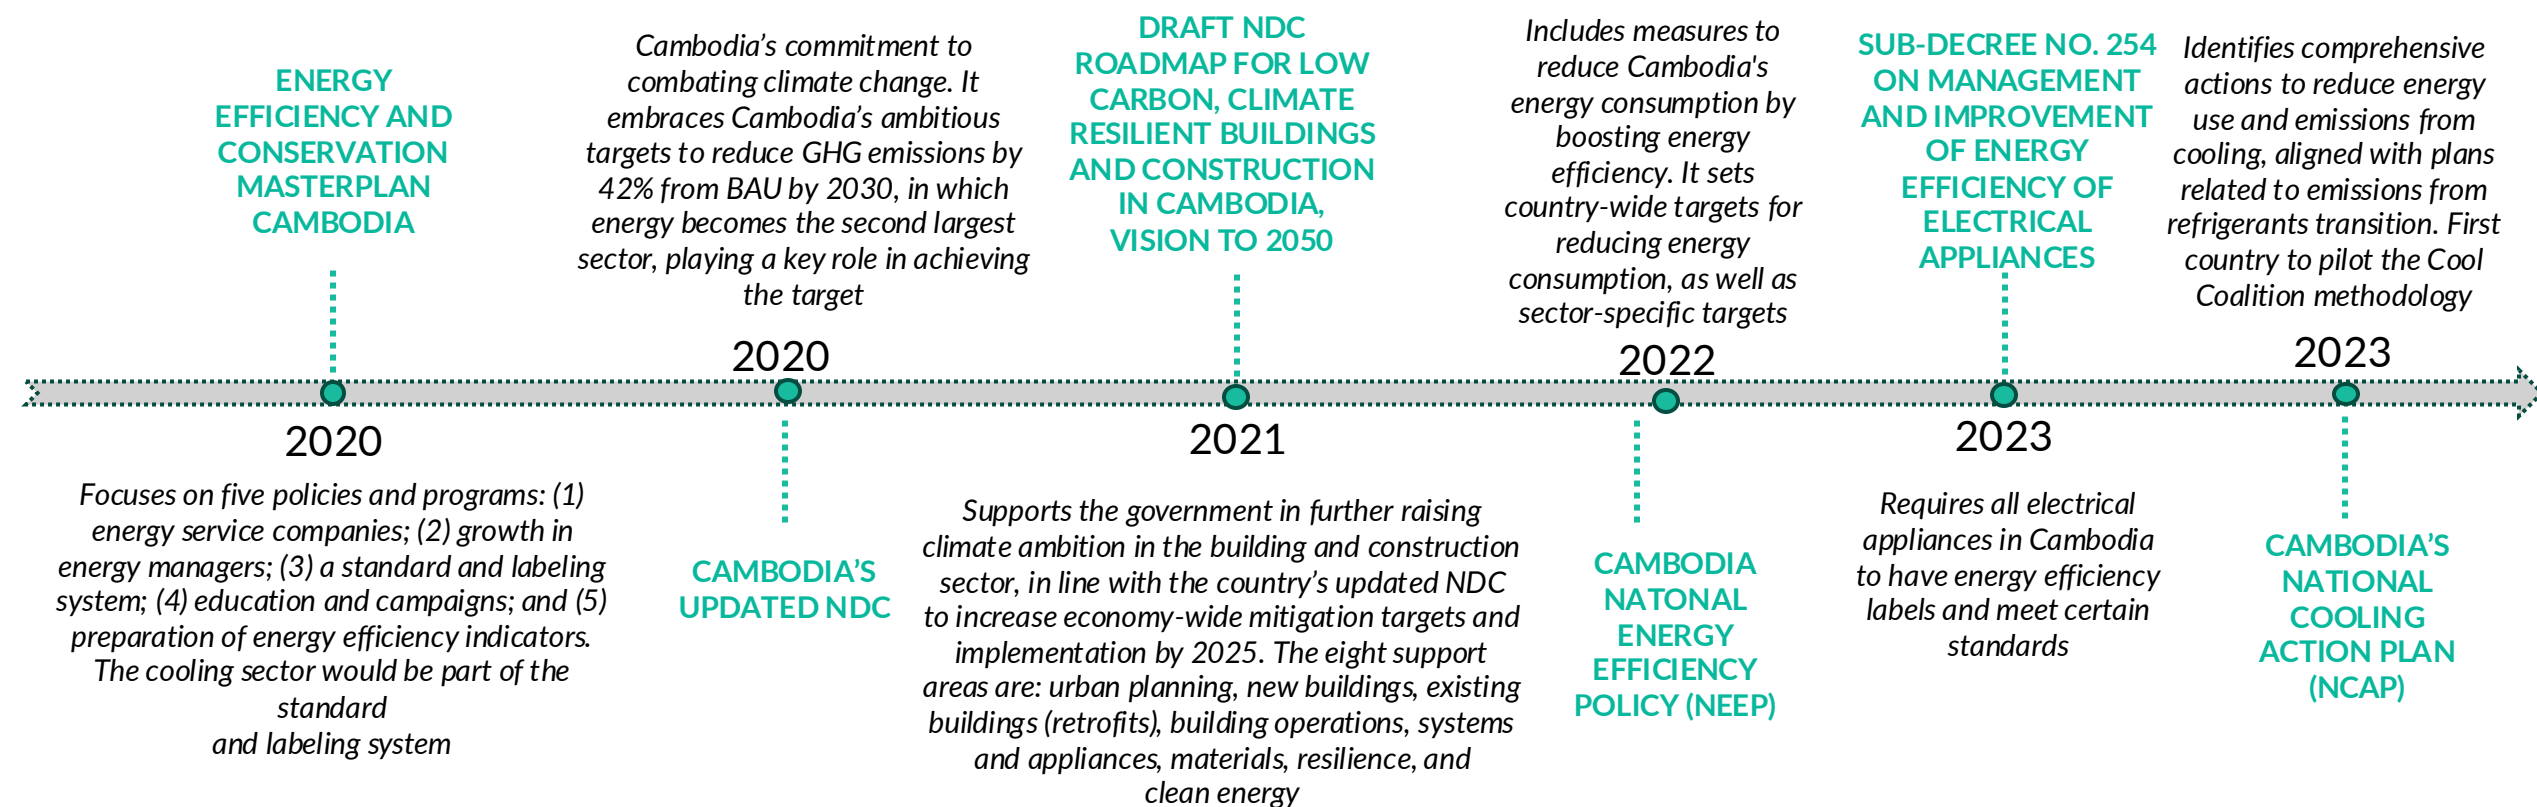 ENERGY
EFFICIENCY AND
CONSERVATION
MASTERPLAN
CAMBODIA
2020
Focuses on five policies and programs: (1)
energy service companies; (2) growth in
energy managers; (3) a standard and labeling
system; (4) education and campaigns; and (5)
preparation of energy efficiency indicators.
The cooling sector would be part of the
standard
and labeling system
Cambodia’s commitment to
combating climate change. It
embraces Cambodia’s ambitious
targets to reduce GHG emissions by
42% from BAU by 2030, in which
energy becomes the second largest
sector, playing a key role in achieving
the target
2020
CAMBODIA’S
UPDATED NDC
DRAFT NDC
ROADMAP FOR LOW
CARBON, CLIMATE
RESILIENT BUILDINGS
AND CONSTRUCTION
IN CAMBODIA,
VISION TO 2050
2021
Supports the government in further raising
climate ambition in the building and construction
sector, in line with the country’s updated NDC
to increase economy-wide mitigation targets and
implementation by 2025. The eight support
areas are: urban planning, new buildings, existing
buildings (retrofits), building operations, systems
and appliances, materials, resilience, and
clean energy
Includes measures to
reduce Cambodia's
energy consumption by
boosting energy
efficiency. It sets
country-wide targets for
reducing energy
consumption, as well as
sector-specific targets
2022
CAMBODIA
NATONAL
ENERGY
EFFICIENCY
POLICY (NEEP)
SUB-DECREE NO. 254
ON MANAGEMENT
AND IMPROVEMENT
OF ENERGY
EFFICIENCY OF
ELECTRICAL
APPLIANCES
2023
Requires all electrical
appliances in Cambodia
to have energy efficiency
labels and meet certain
standards
Identifies comprehensive
actions to reduce energy
use and emissions from
cooling, aligned with plans
related to emissions from
refrigerants transition. First
country to pilot the Cool
Coalition methodology
2023
CAMBODIA’S
NATIONAL
COOLING
ACTION PLAN
(NCAP)